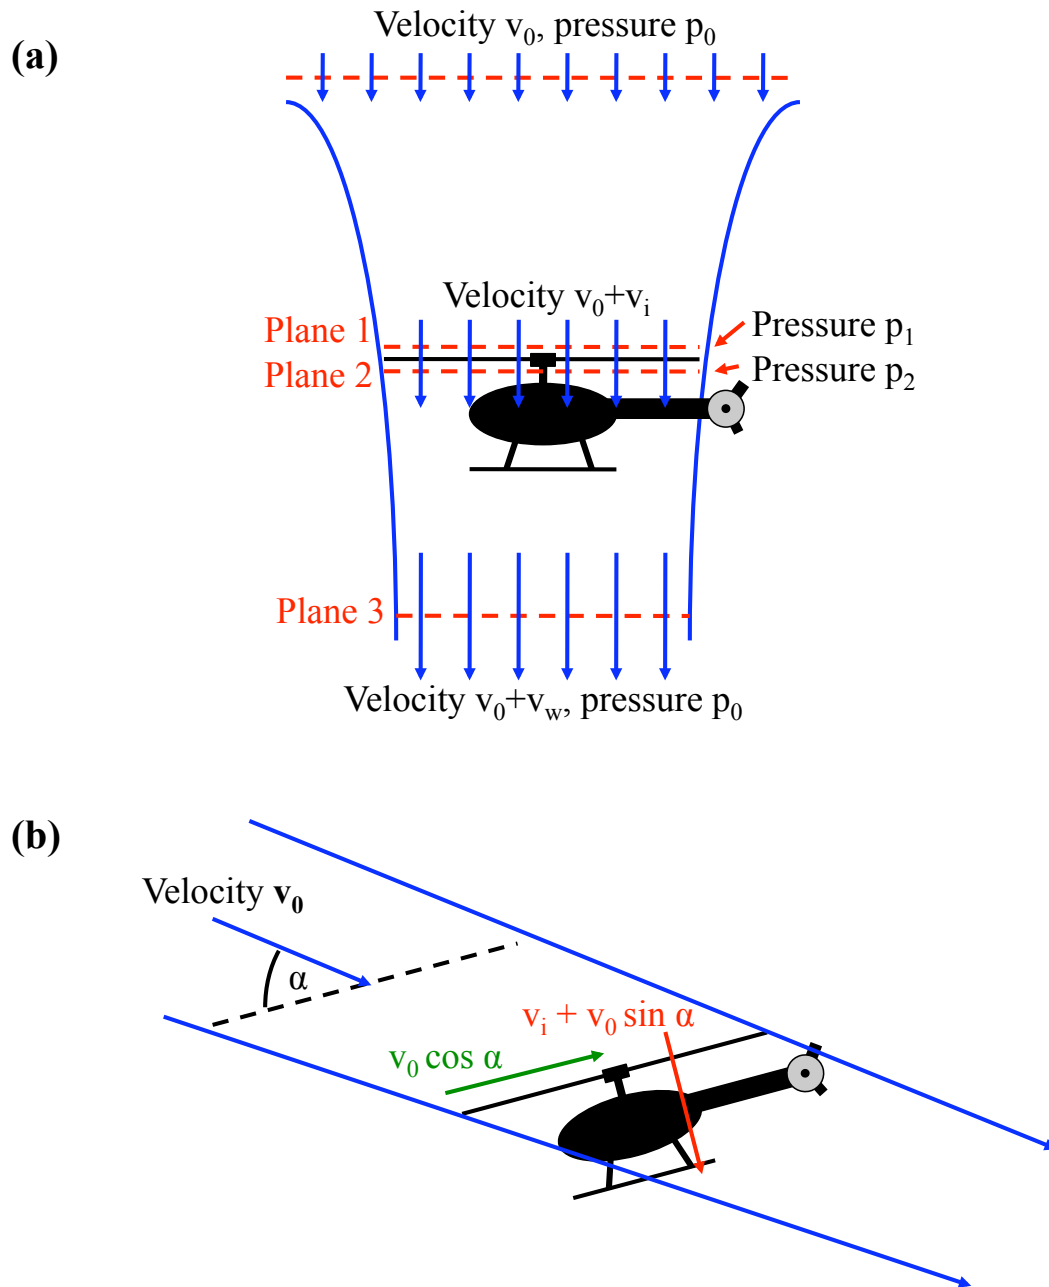 (a)
Velocity v₀, pressure p₀
Velocity v₀+vᵢ
Plane 1
Pressure p₁
Plane 2
Pressure p₂
Plane 3
Velocity v₀+v_w, pressure p₀
(b)
Velocity v₀
α
vᵢ + v₀ sin α
v₀ cos α